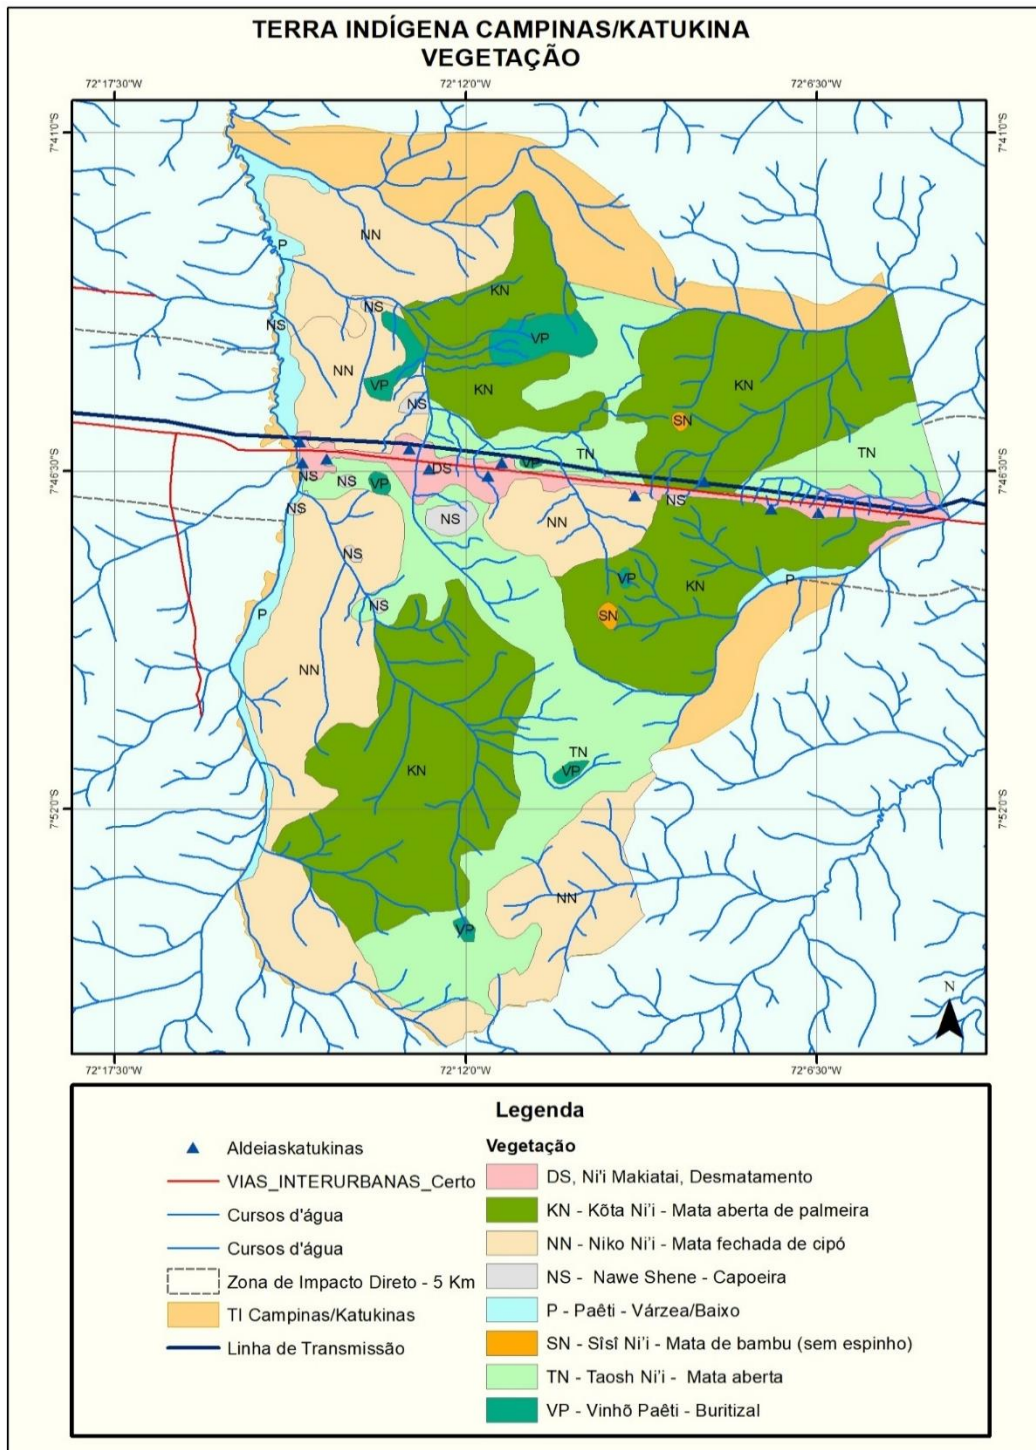 TERRA INDÍGENA CAMPINAS/KATUKINA
VEGETAÇÃO
72°17'30"W 72°12'0"W 72°6'30"W
7°41'0"S 7°41'0"S
NN
P
KN
NS
NS
VP
NN
VP
KN
KN
NS
SN
TN
TN
7°46'30"S 7°46'30"S
NS
NS
VP
DS
VP
NS
NS
NS
NN
NS
VP
KN
P
NS
P
SN
NN
TN
KN
VP
7°52'0"S 7°52'0"S
NN
VP
N
72°17'30"W 72°12'0"W 72°6'30"W
Legenda
Aldeiaskatukinas
VIAS_INTERURBANAS_Certo
Cursos d'água
Cursos d'água
Zona de Impacto Direto - 5 Km
TI Campinas/Katukinas
Linha de Transmissão
Vegetação
DS, Ni'i Makiatai, Desmatamento
KN - Kõta Ni'i - Mata aberta de palmeira
NN - Niko Ni'i - Mata fechada de cipó
NS - Nawe Shene - Capoeira
P - Paêti - Várzea/Baixo
SN - Sîsî Ni'i - Mata de bambu (sem espinho)
TN - Taosh Ni'i - Mata aberta
VP - Vinhõ Paêti - Buritizal